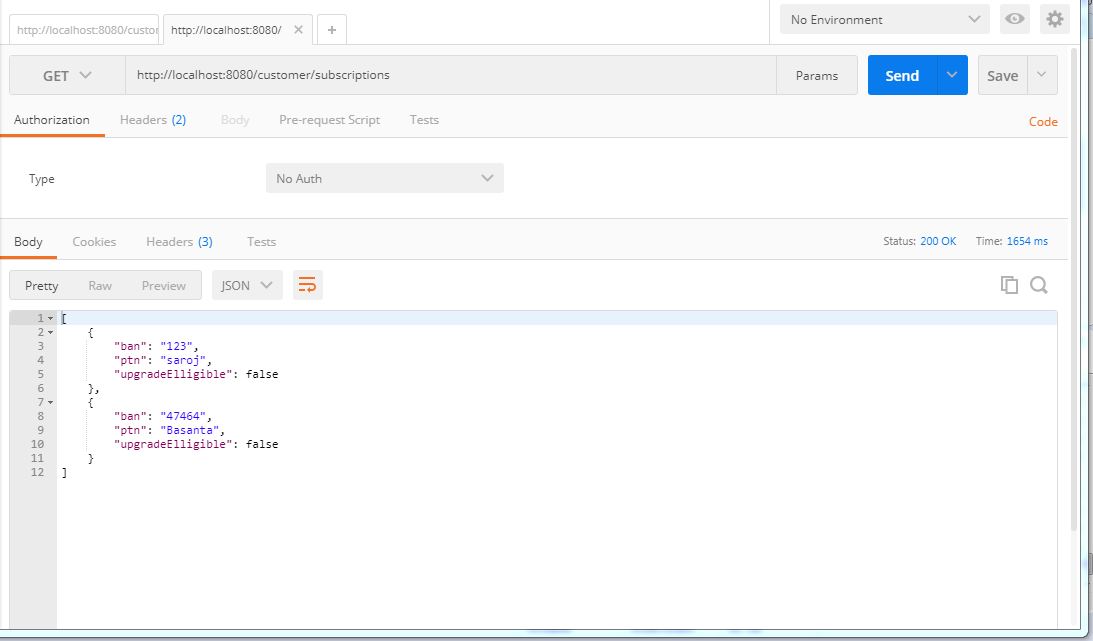 http://localhost:8080/custor http://localhost:8080/ × + No Environment
GET http://localhost:8080/customer/subscriptions Params Send Save
Authorization Headers (2) Body Pre-request Script Tests Code
Type No Auth
Body Cookies Headers (3) Tests Status: 200 OK Time: 1654 ms
Pretty Raw Preview JSON
1 [
2 {
3 "ban": "123",
4 "ptn": "saroj",
5 "upgradeElligible": false
6 },
7 {
8 "ban": "47464",
9 "ptn": "Basanta",
10 "upgradeElligible": false
11 }
12 ]